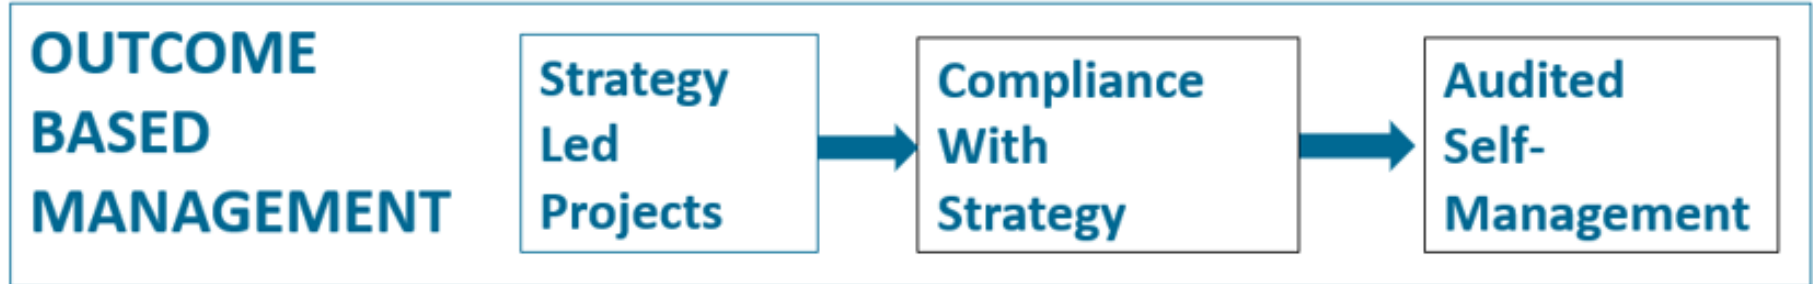 OUTCOME
BASED
MANAGEMENT
Strategy
Led
Projects
Compliance
With
Strategy
Audited
Self-
Management